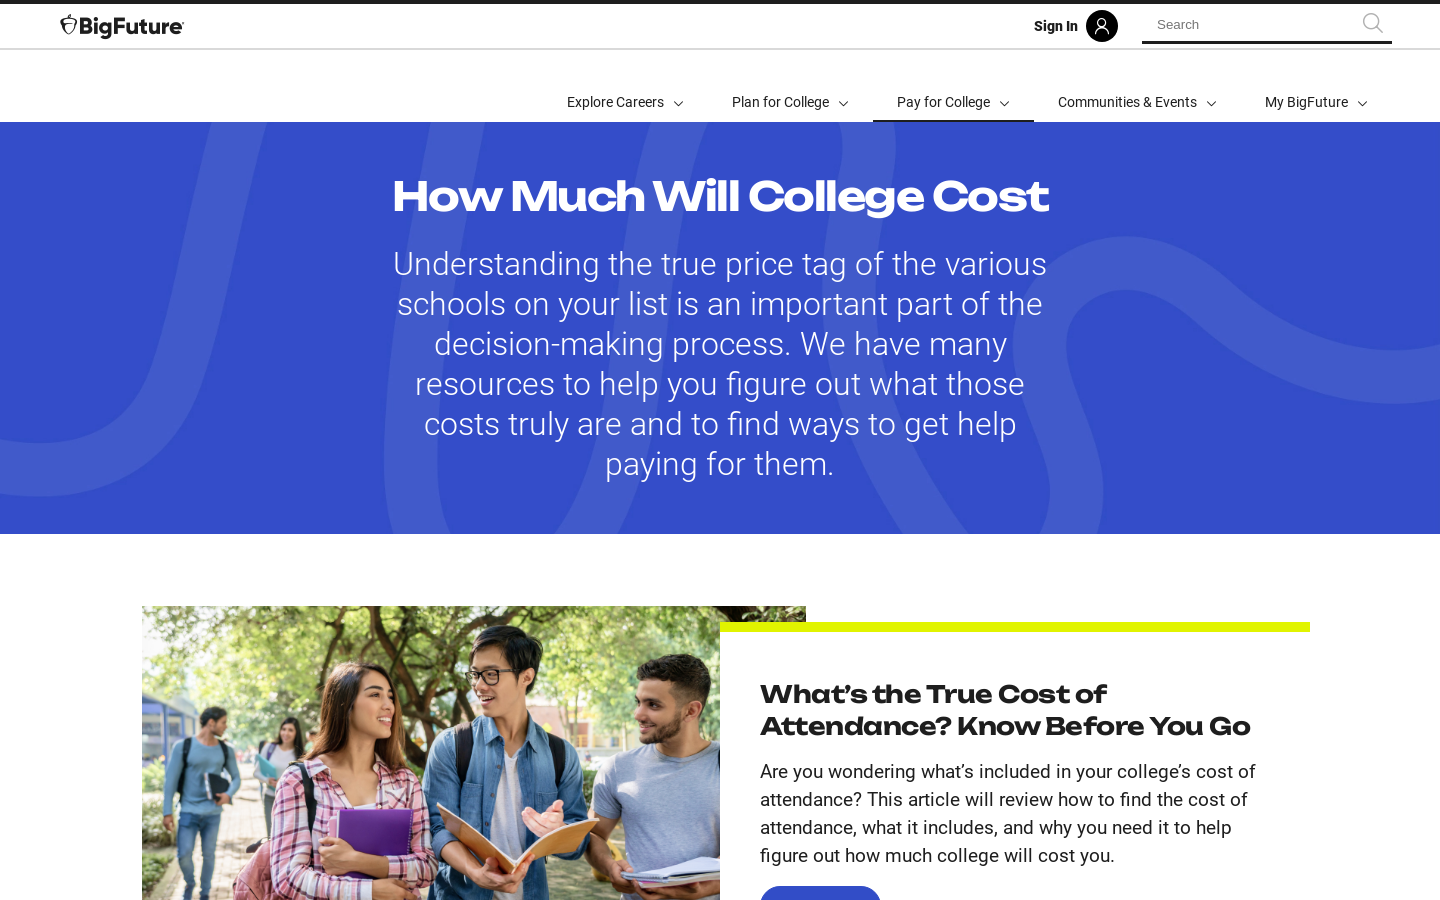 BigFuture
Sign In
Search
Explore Careers
Plan for College
Pay for College
Communities & Events
My BigFuture
How Much Will College Cost
Understanding the true price tag of the various
schools on your list is an important part of the
decision-making process. We have many
resources to help you figure out what those
costs truly are and to find ways to get help
paying for them.
What’s the True Cost of
Attendance? Know Before You Go
Are you wondering what’s included in your college’s cost of
attendance? This article will review how to find the cost of
attendance, what it includes, and why you need it to help
figure out how much college will cost you.